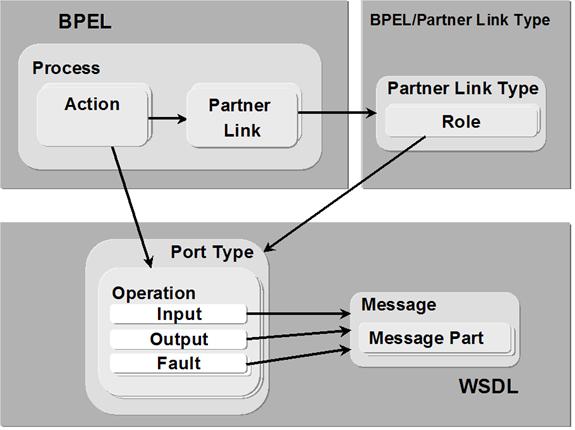 BPEL
BPEL/Partner Link Type
Process
Action
Partner
Link
Partner Link Type
Role
Port Type
Operation
Input
Output
Fault
Message
Message Part
WSDL